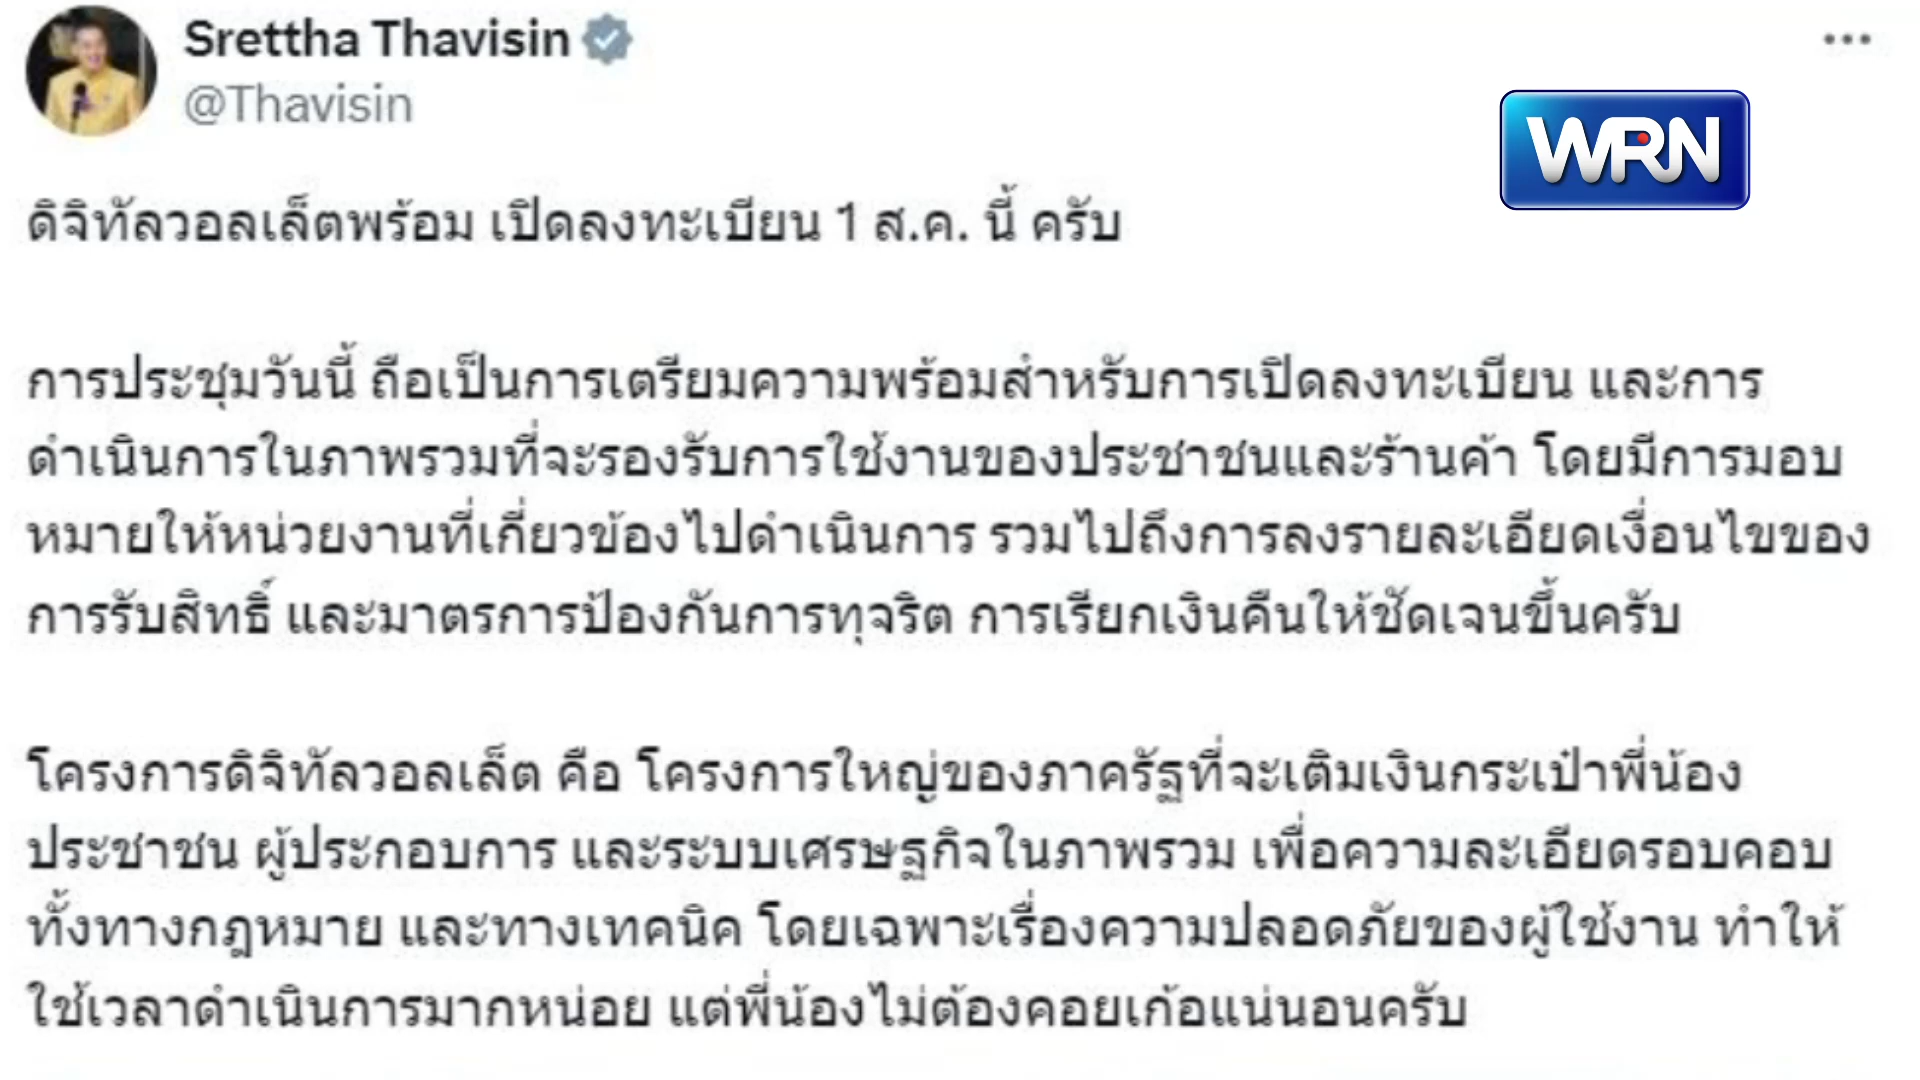 Srettha Thavisin
@Thavisin
WRN
ดิจิทัลวอลเล็ตพร้อม เปิดลงทะเบียน 1 ส.ค. นี้ ครับ
การประชุมวันนี้ ถือเป็นการเตรียมความพร้อมสำหรับการเปิดลงทะเบียน และการ
ดำเนินการในภาพรวมที่จะรองรับการใช้งานของประชาชนและร้านค้า โดยมีการมอบ
หมายให้หน่วยงานที่เกี่ยวข้องไปดำเนินการ รวมไปถึงการลงรายละเอียดเงื่อนไขของ
การรับสิทธิ์ และมาตรการป้องกันการทุจริต การเรียกเงินคืนให้ชัดเจนขึ้นครับ
โครงการดิจิทัลวอลเล็ต คือ โครงการใหญ่ของภาครัฐที่จะเติมเงินกระเป๋าพี่น้อง
ประชาชน ผู้ประกอบการ และระบบเศรษฐกิจในภาพรวม เพื่อความละเอียดรอบคอบ
ทั้งทางกฎหมาย และทางเทคนิค โดยเฉพาะเรื่องความปลอดภัยของผู้ใช้งาน ทำให้
ใช้เวลาดำเนินการมากหน่อย แต่พี่น้องไม่ต้องคอยเก้อแน่นอนครับ